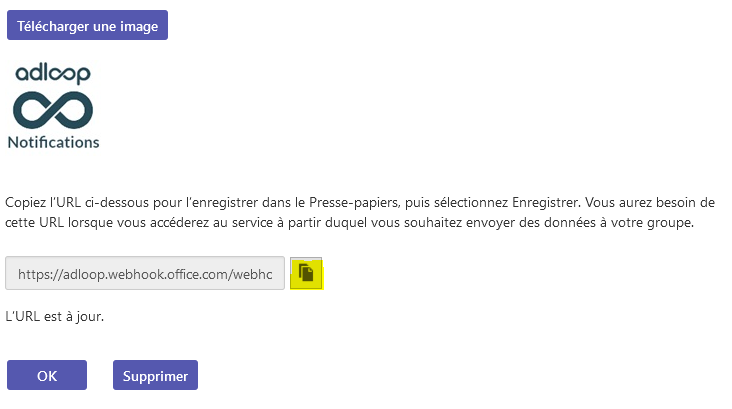 Télécharger une image
adloop
Notifications
Copiez l’URL ci-dessous pour l’enregistrer dans le Presse-papiers, puis sélectionnez Enregistrer. Vous aurez besoin de
cette URL lorsque vous accéderez au service à partir duquel vous souhaitez envoyer des données à votre groupe.
https://adloop.webhook.office.com/webhc
L’URL est à jour.
OK Supprimer